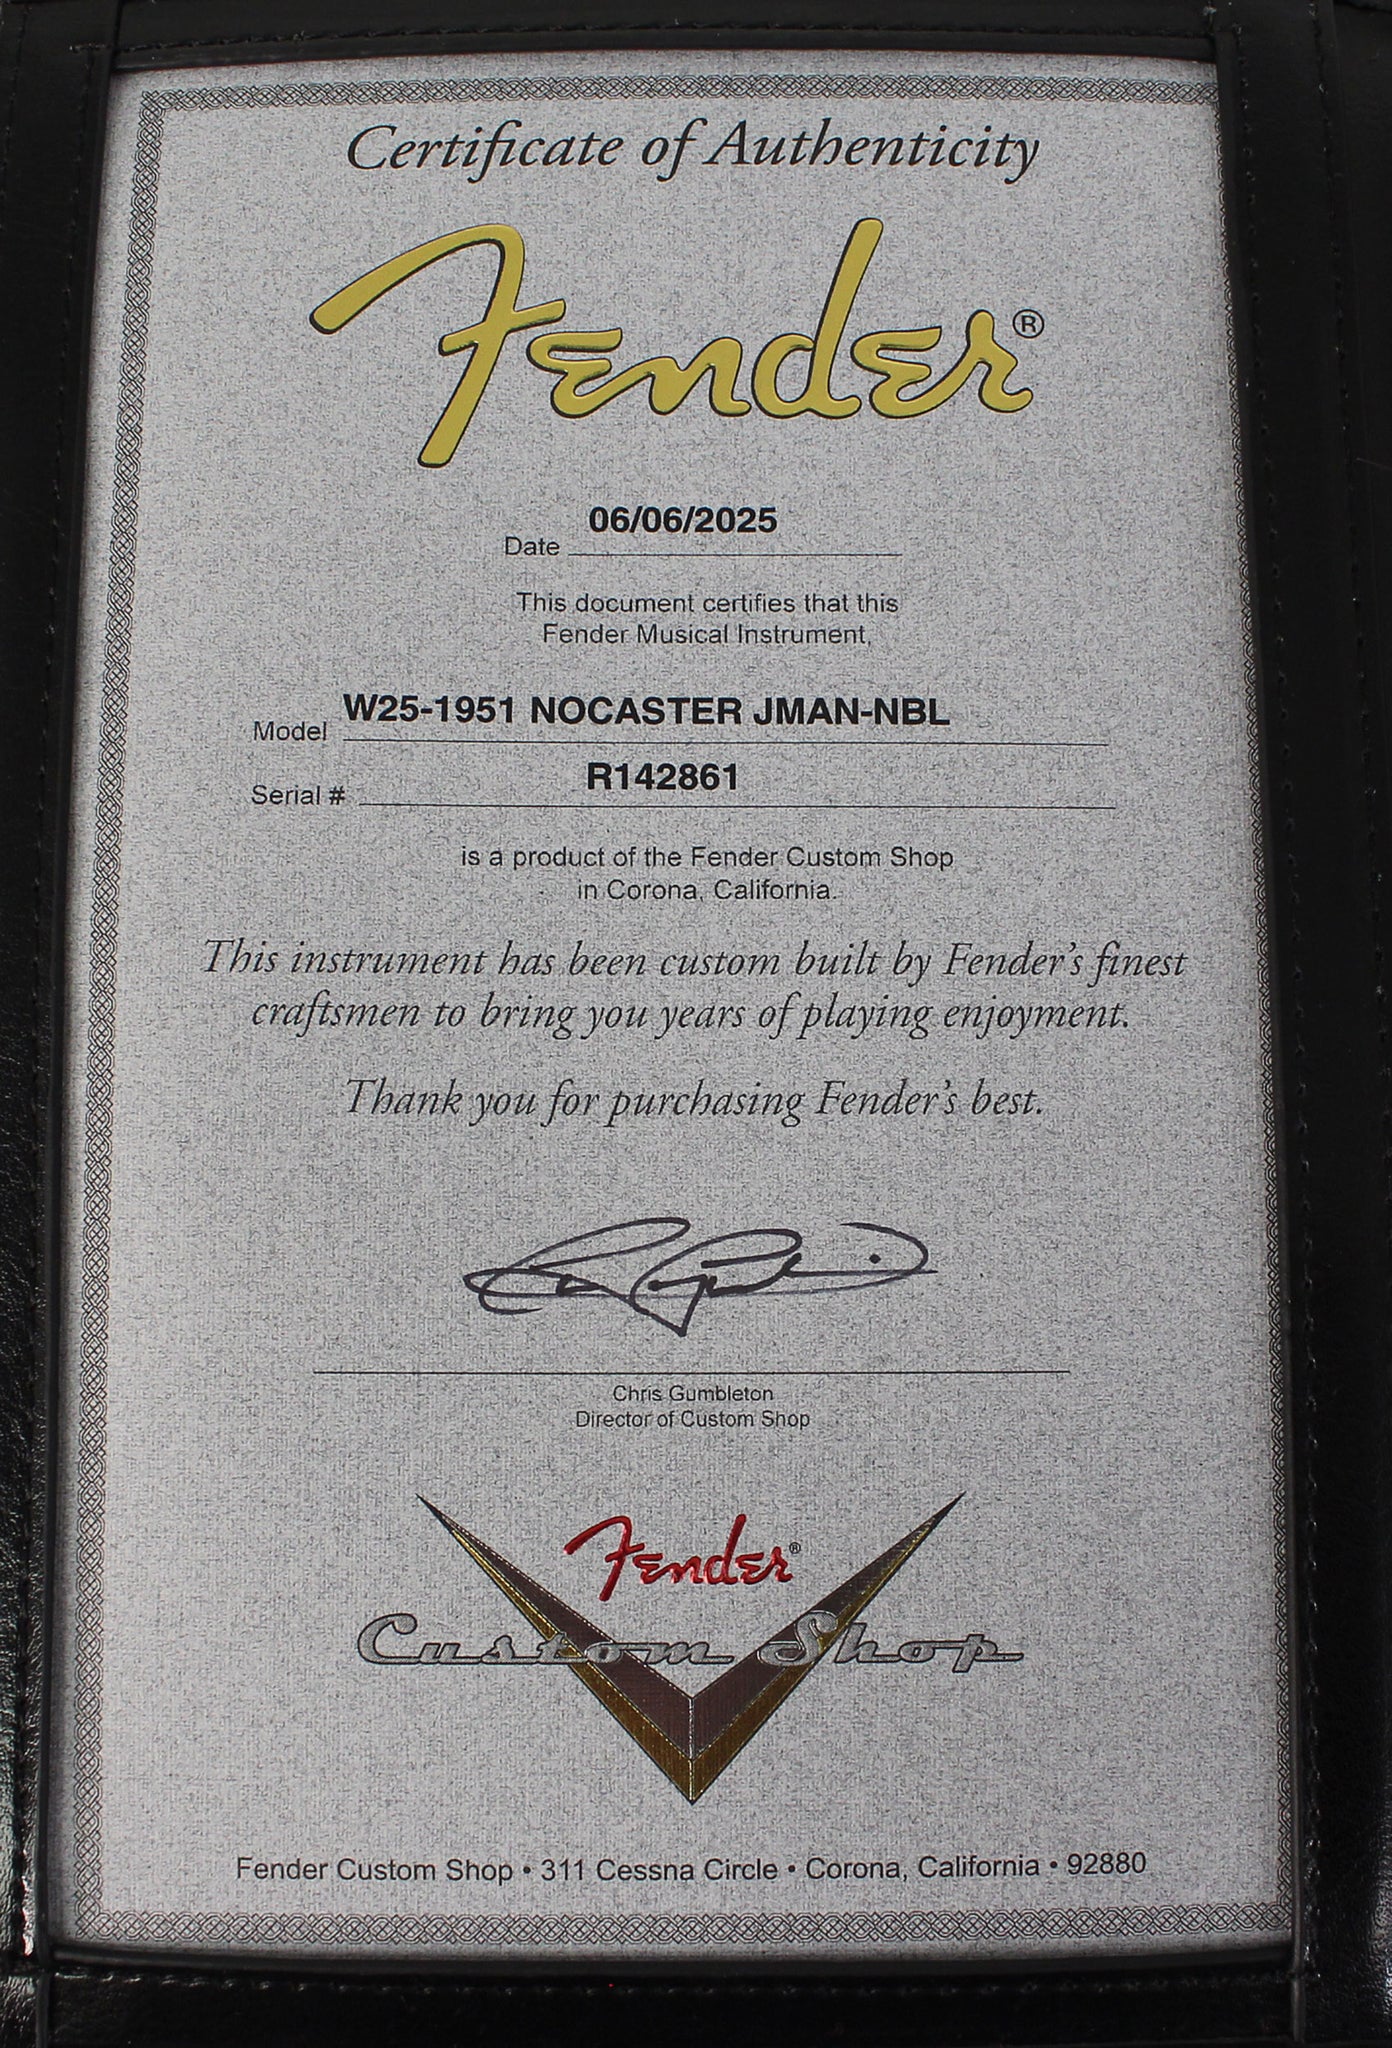 Certificate of Authenticity
Fender®
06/06/2025
Date
This document certifies that this
Fender Musical Instrument,
W25-1951 NOCASTER JMAN-NBL
Model
R142861
Serial #
is a product of the Fender Custom Shop
in Corona, California.
This instrument has been custom built by Fender's finest
craftsmen to bring you years of playing enjoyment.
Thank you for purchasing Fender's best.
Chris Gumbleton
Director of Custom Shop
Fender®
Custom Shop
Fender Custom Shop • 311 Cessna Circle • Corona, California • 92880